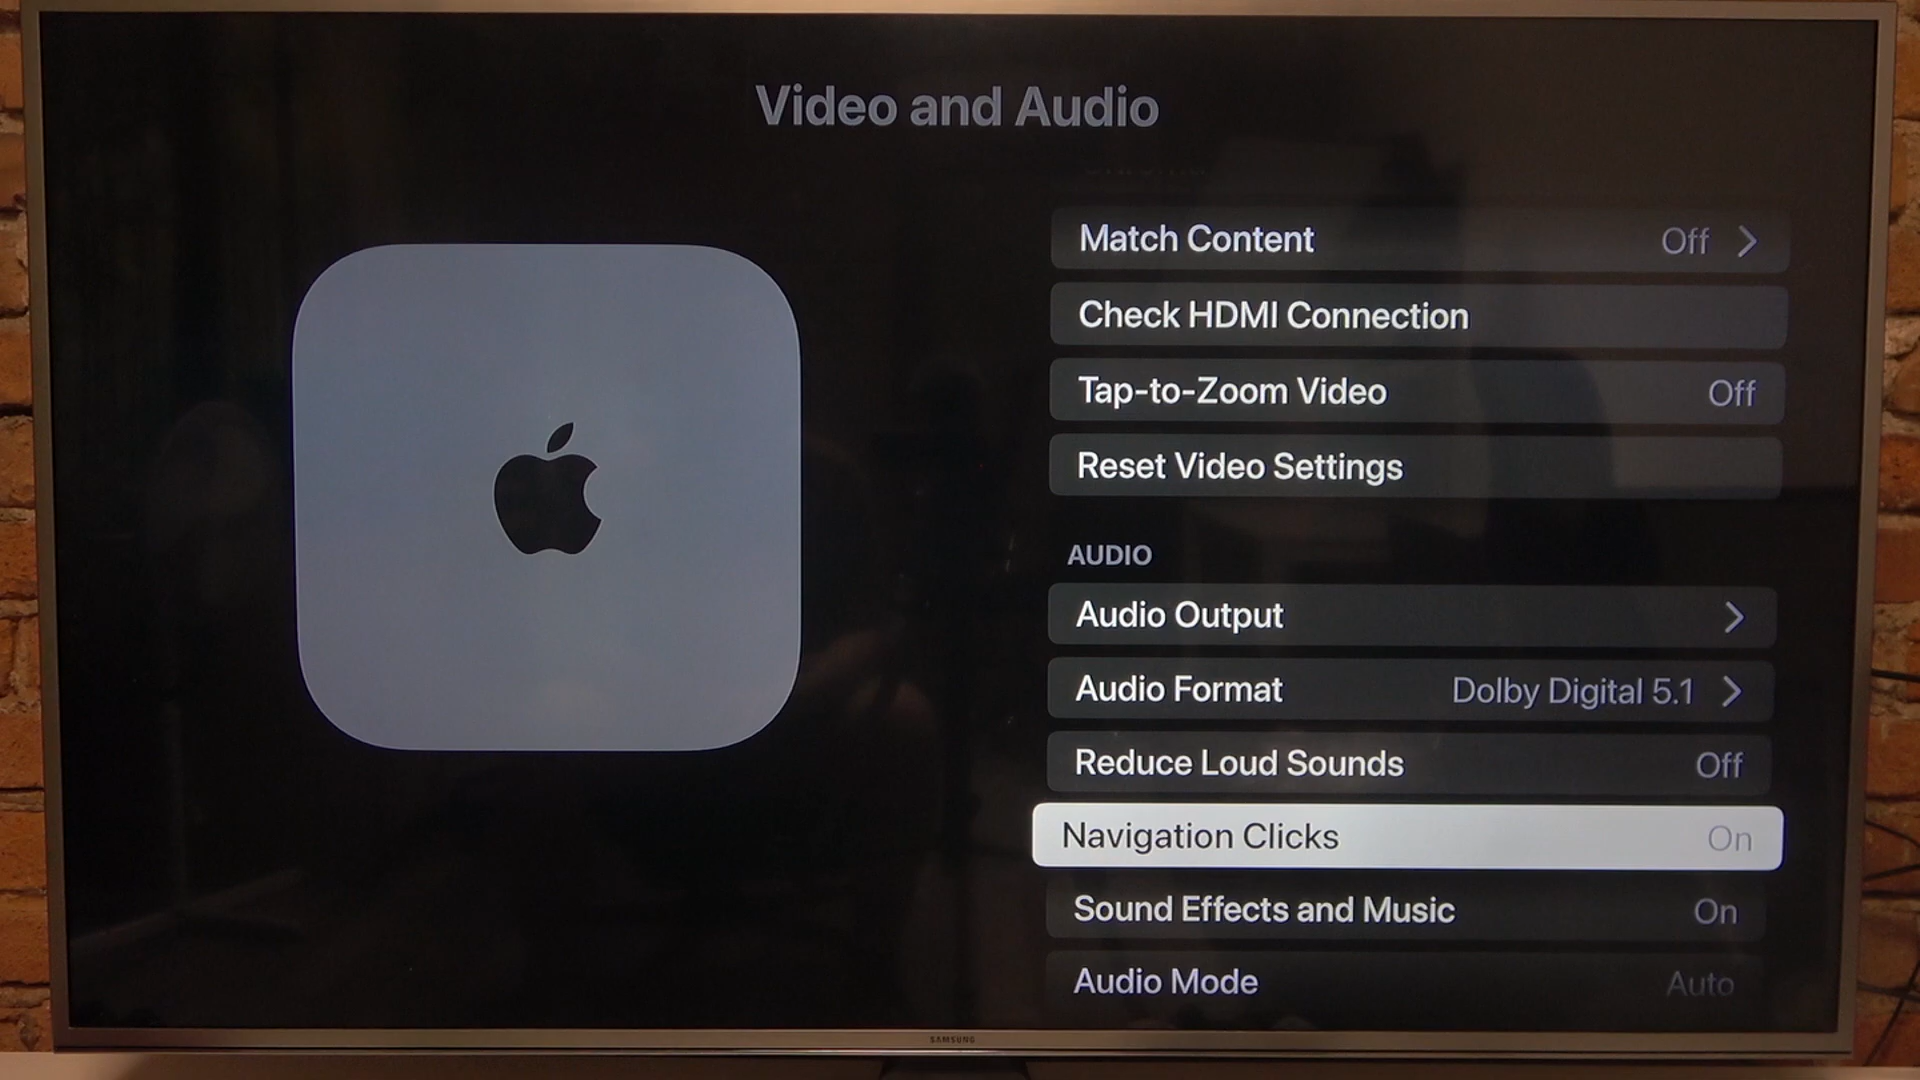 Video and Audio
Match Content Off
Check HDMI Connection
Tap-to-Zoom Video Off
Reset Video Settings
AUDIO
Audio Output
Audio Format Dolby Digital 5.1
Reduce Loud Sounds Off
Navigation Clicks On
Sound Effects and Music On
Audio Mode Auto
SAMSUNG